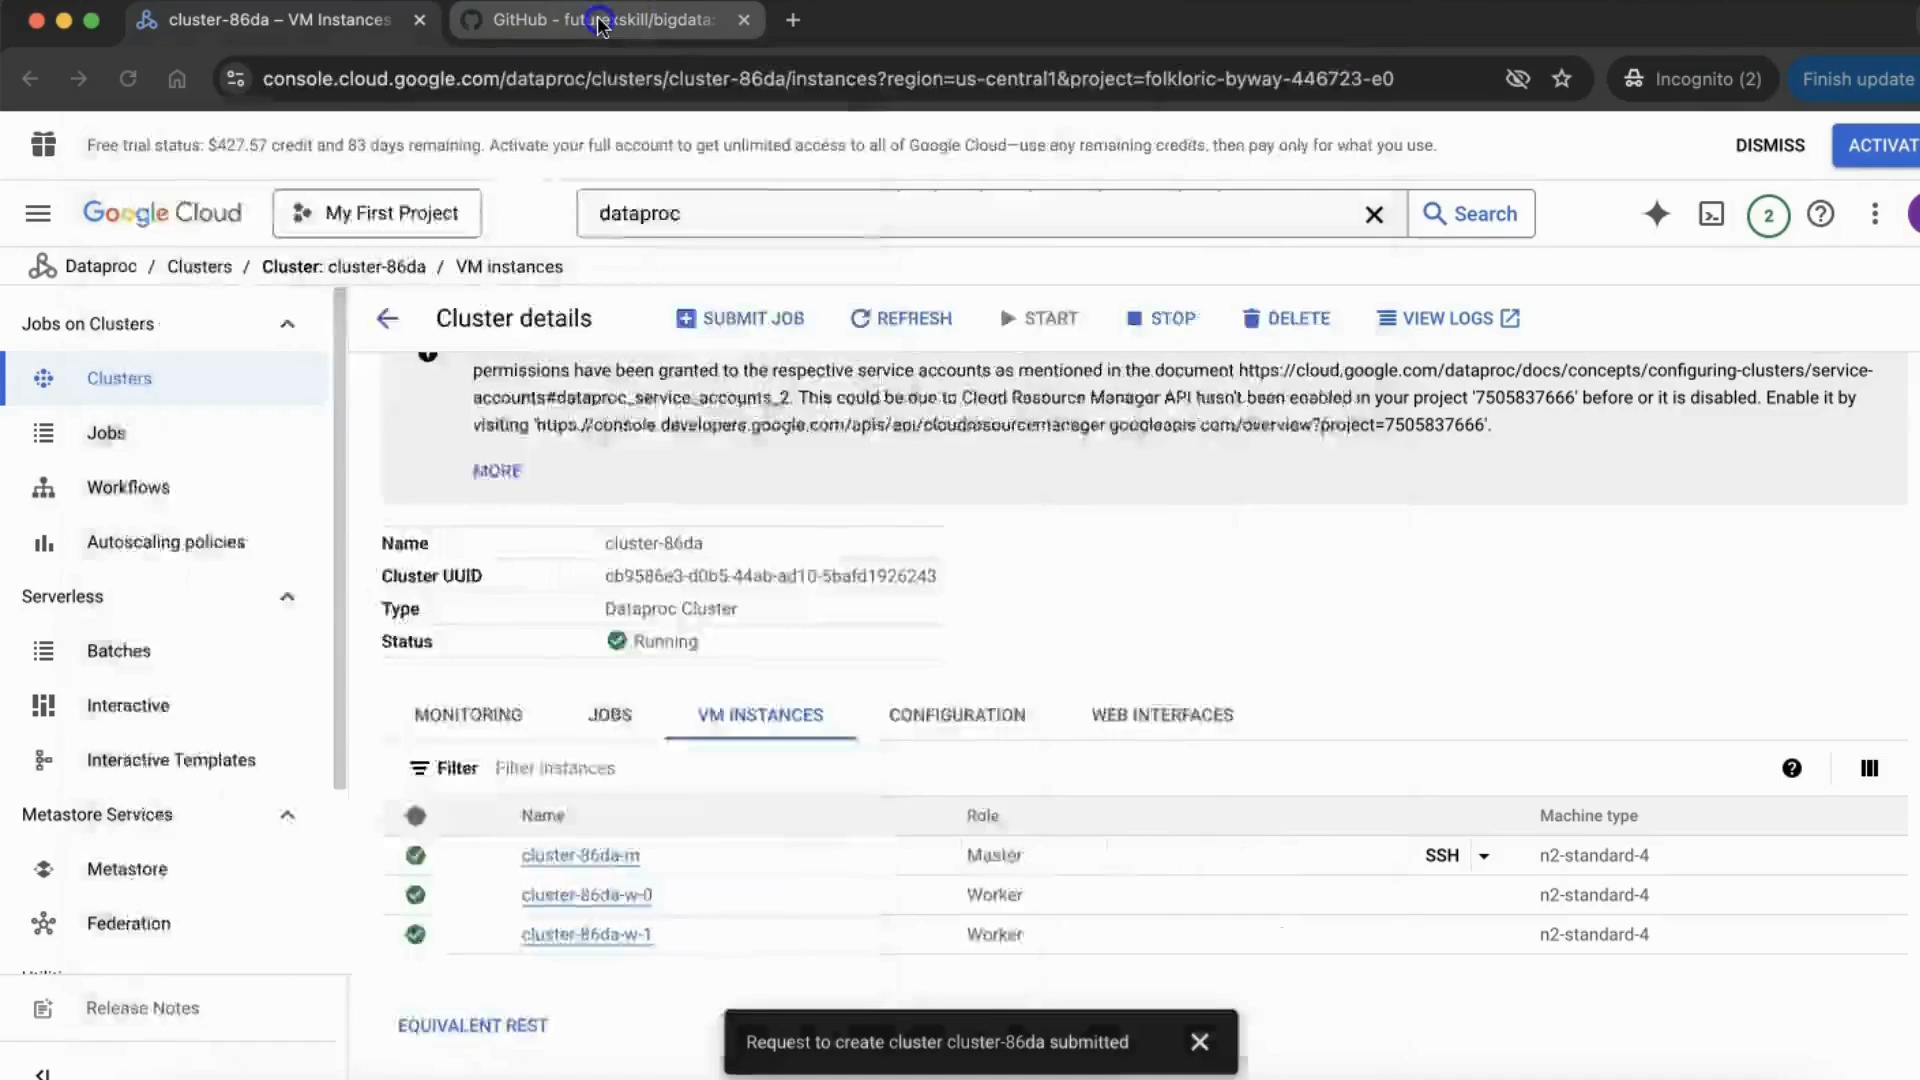 cluster-86da – VM Instances
GitHub - futurexskill/bigdata
console.cloud.google.com/dataproc/clusters/cluster-86da/instances?region=us-central1&project=folkloric-byway-446723-e0
Incognito (2)
Finish update
Free trial status: $427.57 credit and 83 days remaining. Activate your full account to get unlimited access to all of Google Cloud—use any remaining credits, then pay only for what you use.
DISMISS
ACTIVAT
Google Cloud
My First Project
dataproc
Search
2
Dataproc / Clusters / Cluster: cluster-86da / VM instances
Jobs on Clusters
Clusters
Jobs
Workflows
Autoscaling policies
Serverless
Batches
Interactive
Interactive Templates
Metastore Services
Metastore
Federation
Release Notes
Cluster details
SUBMIT JOB
REFRESH
START
STOP
DELETE
VIEW LOGS
permissions have been granted to the respective service accounts as mentioned in the document https://cloud.google.com/dataproc/docs/concepts/configuring-clusters/service-
accounts#dataproc_service_accounts_2. This could be due to Cloud Resource Manager API hasn't been enabled in your project '7505837666' before or it is disabled. Enable it by
visiting 'https://console.developers.google.com/apis/api/cloudresourcemanager.googleapis.com/overview?project=7505837666'.
MORE
Name cluster-86da
Cluster UUID cb9586e3-d0b5-44ab-ad10-5bafd1926243
Type Dataproc Cluster
Status Running
MONITORING
JOBS
VM INSTANCES
CONFIGURATION
WEB INTERFACES
Filter Filter instances
Name Role Machine type
cluster-86da-m Master SSH n2-standard-4
cluster-86da-w-0 Worker n2-standard-4
cluster-86da-w-1 Worker n2-standard-4
EQUIVALENT REST
Request to create cluster cluster-86da submitted